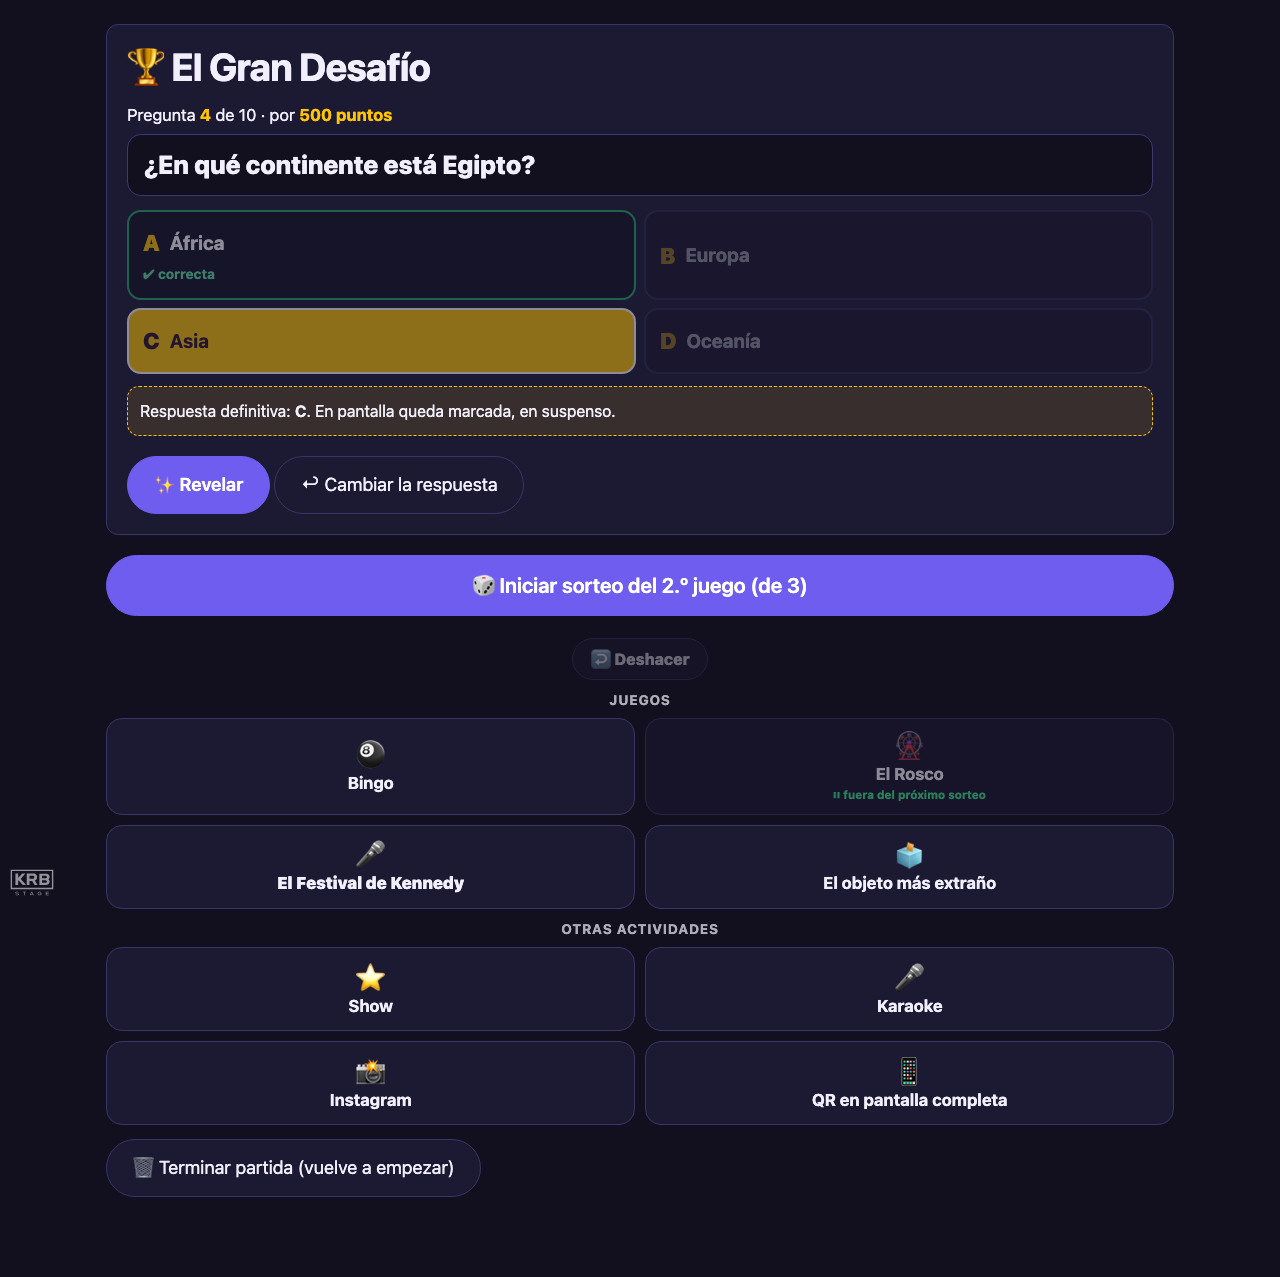 🏆 El Gran Desafío
Pregunta 4 de 10 · por 500 puntos
¿En qué continente está Egipto?
A África
✔ correcta
B Europa
C Asia
D Oceanía
Respuesta definitiva: C. En pantalla queda marcada, en suspenso.
✨ Revelar
↩ Cambiar la respuesta
🎲 Iniciar sorteo del 2.º juego (de 3)
↩️ Deshacer
JUEGOS
8
Bingo
El Rosco
⏸ fuera del próximo sorteo
El Festival de Kennedy
El objeto más extraño
KRB
STAGE
OTRAS ACTIVIDADES
Show
Karaoke
Instagram
QR en pantalla completa
🗑️ Terminar partida (vuelve a empezar)